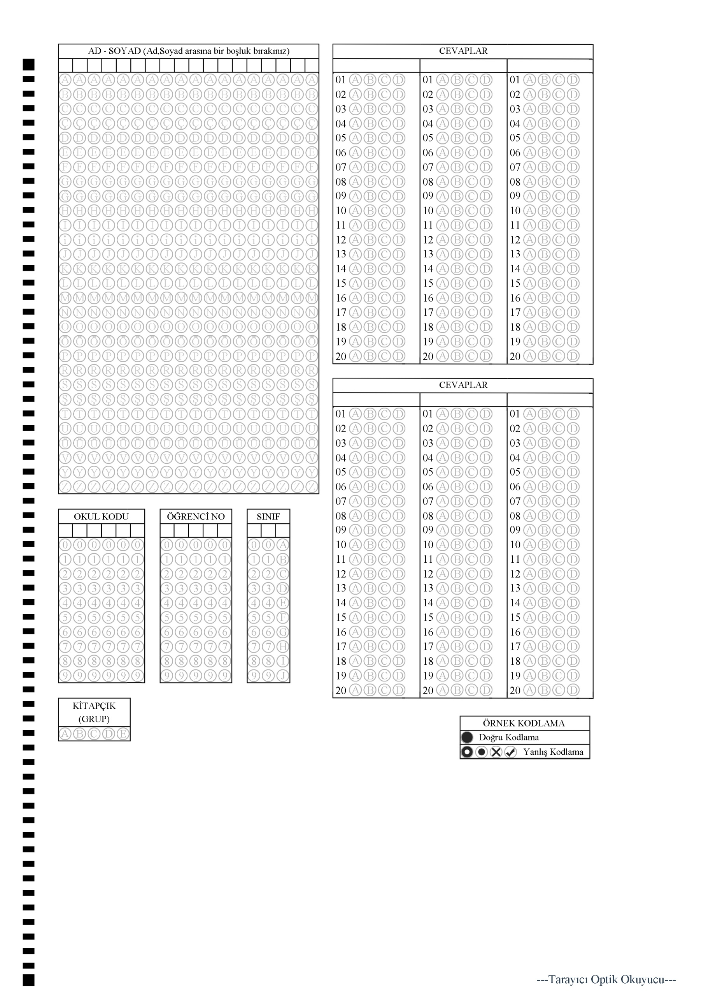 AD - SOYAD (Ad,Soyad arasına bir boşluk bırakınız)
A A A A A A A A A A A A A A A A A A
B B B B B B B B B B B B B B B B B B
C C C C C C C C C C C C C C C C C C
Ç Ç Ç Ç Ç Ç Ç Ç Ç Ç Ç Ç Ç Ç Ç Ç Ç Ç
D D D D D D D D D D D D D D D D D D
E E E E E E E E E E E E E E E E E E
F F F F F F F F F F F F F F F F F F
G G G G G G G G G G G G G G G G G G
Ğ Ğ Ğ Ğ Ğ Ğ Ğ Ğ Ğ Ğ Ğ Ğ Ğ Ğ Ğ Ğ Ğ Ğ
H H H H H H H H H H H H H H H H H H
I I I I I I I I I I I I I I I I I I
i i i i i i i i i i i i i i i i i i
J J J J J J J J J J J J J J J J J J
K K K K K K K K K K K K K K K K K K
L L L L L L L L L L L L L L L L L L
M M M M M M M M M M M M M M M M M M
N N N N N N N N N N N N N N N N N N
O O O O O O O O O O O O O O O O O O
Ö Ö Ö Ö Ö Ö Ö Ö Ö Ö Ö Ö Ö Ö Ö Ö Ö Ö
P P P P P P P P P P P P P P P P P P
R R R R R R R R R R R R R R R R R R
S S S S S S S S S S S S S S S S S S
Ş Ş Ş Ş Ş Ş Ş Ş Ş Ş Ş Ş Ş Ş Ş Ş Ş Ş
T T T T T T T T T T T T T T T T T T
U U U U U U U U U U U U U U U U U U
Ü Ü Ü Ü Ü Ü Ü Ü Ü Ü Ü Ü Ü Ü Ü Ü Ü Ü
V V V V V V V V V V V V V V V V V V
Y Y Y Y Y Y Y Y Y Y Y Y Y Y Y Y Y Y
Z Z Z Z Z Z Z Z Z Z Z Z Z Z Z Z Z Z
OKUL KODU
0 0 0 0 0 0
1 1 1 1 1 1
2 2 2 2 2 2
3 3 3 3 3 3
4 4 4 4 4 4
5 5 5 5 5 5
6 6 6 6 6 6
7 7 7 7 7 7
8 8 8 8 8 8
9 9 9 9 9 9
ÖĞRENCİ NO
0 0 0 0 0
1 1 1 1 1
2 2 2 2 2
3 3 3 3 3
4 4 4 4 4
5 5 5 5 5
6 6 6 6 6
7 7 7 7 7
8 8 8 8 8
9 9 9 9 9
SINIF
0 0 A
1 1 B
2 2 C
3 3 D
4 4 E
5 5 F
6 6 G
7 7 H
8 8 I
9 9 J
KİTAPÇIK
(GRUP)
A B C D E
CEVAPLAR
01 A B C D 01 A B C D 01 A B C D
02 A B C D 02 A B C D 02 A B C D
03 A B C D 03 A B C D 03 A B C D
04 A B C D 04 A B C D 04 A B C D
05 A B C D 05 A B C D 05 A B C D
06 A B C D 06 A B C D 06 A B C D
07 A B C D 07 A B C D 07 A B C D
08 A B C D 08 A B C D 08 A B C D
09 A B C D 09 A B C D 09 A B C D
10 A B C D 10 A B C D 10 A B C D
11 A B C D 11 A B C D 11 A B C D
12 A B C D 12 A B C D 12 A B C D
13 A B C D 13 A B C D 13 A B C D
14 A B C D 14 A B C D 14 A B C D
15 A B C D 15 A B C D 15 A B C D
16 A B C D 16 A B C D 16 A B C D
17 A B C D 17 A B C D 17 A B C D
18 A B C D 18 A B C D 18 A B C D
19 A B C D 19 A B C D 19 A B C D
20 A B C D 20 A B C D 20 A B C D
CEVAPLAR
01 A B C D 01 A B C D 01 A B C D
02 A B C D 02 A B C D 02 A B C D
03 A B C D 03 A B C D 03 A B C D
04 A B C D 04 A B C D 04 A B C D
05 A B C D 05 A B C D 05 A B C D
06 A B C D 06 A B C D 06 A B C D
07 A B C D 07 A B C D 07 A B C D
08 A B C D 08 A B C D 08 A B C D
09 A B C D 09 A B C D 09 A B C D
10 A B C D 10 A B C D 10 A B C D
11 A B C D 11 A B C D 11 A B C D
12 A B C D 12 A B C D 12 A B C D
13 A B C D 13 A B C D 13 A B C D
14 A B C D 14 A B C D 14 A B C D
15 A B C D 15 A B C D 15 A B C D
16 A B C D 16 A B C D 16 A B C D
17 A B C D 17 A B C D 17 A B C D
18 A B C D 18 A B C D 18 A B C D
19 A B C D 19 A B C D 19 A B C D
20 A B C D 20 A B C D 20 A B C D
ÖRNEK KODLAMA
Doğru Kodlama
Yanlış Kodlama
---Tarayıcı Optik Okuyucu---